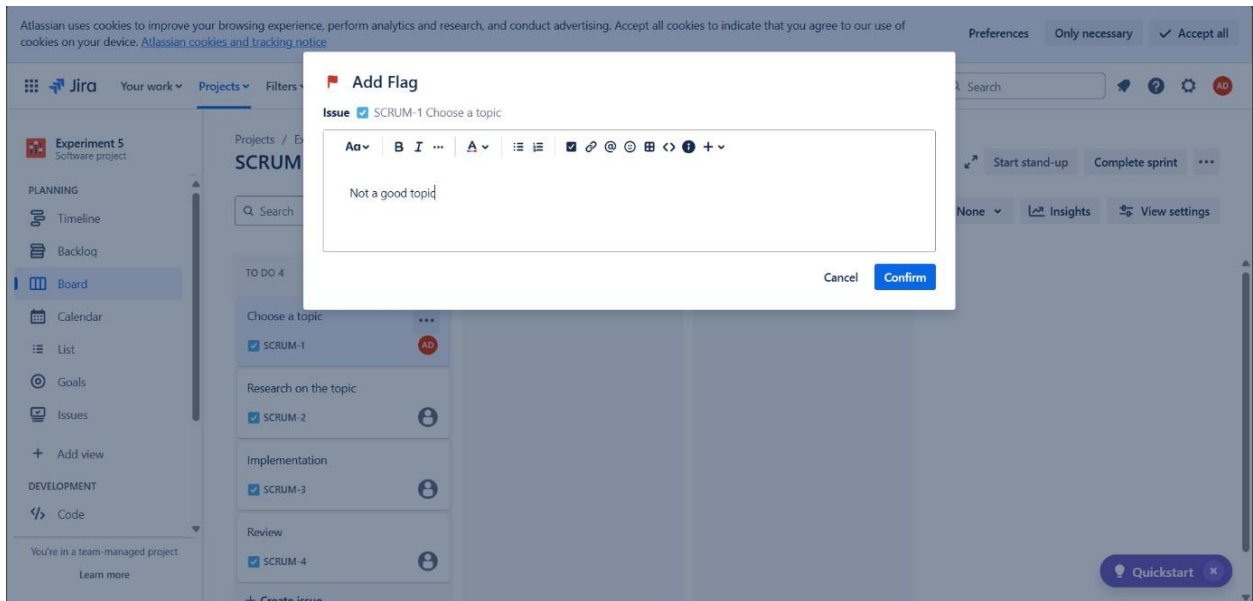 Atlassian uses cookies to improve your browsing experience, perform analytics and research, and conduct advertising. Accept all cookies to indicate that you agree to our use of
cookies on your device. Atlassian cookies and tracking notice
Preferences
Only necessary
Accept all
Jira
Your work
Projects
Filters
Search
AD
Add Flag
Issue SCRUM-1 Choose a topic
Aa B I ... A
Not a good topic
Cancel
Confirm
Experiment 5
Software project
PLANNING
Timeline
Backlog
Board
Calendar
List
Goals
Issues
Add view
DEVELOPMENT
Code
You're in a team-managed project
Learn more
Projects / Ex
SCRUM
Start stand-up
Complete sprint
Search
None
Insights
View settings
TO DO 4
Choose a topic
SCRUM-1
AD
Research on the topic
SCRUM-2
Implementation
SCRUM-3
Review
SCRUM-4
+ Create issue
Quickstart